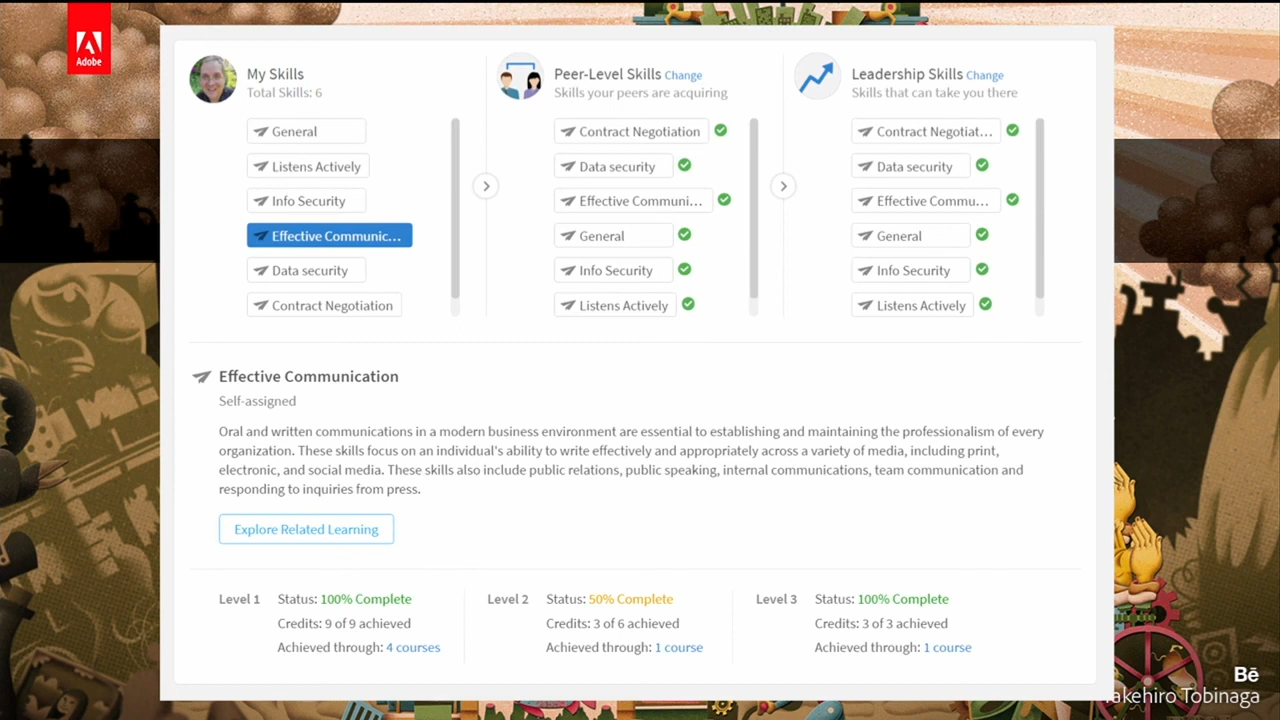 Adobe
My Skills
Total Skills: 6
General
Listens Actively
Info Security
Effective Communic...
Data security
Contract Negotiation
Peer-Level Skills Change
Skills your peers are acquiring
Contract Negotiation
Data security
Effective Communi...
General
Info Security
Listens Actively
Leadership Skills Change
Skills that can take you there
Contract Negotiat...
Data security
Effective Commu...
General
Info Security
Listens Actively
Effective Communication
Self-assigned
Oral and written communications in a modern business environment are essential to establishing and maintaining the professionalism of every
organization. These skills focus on an individual's ability to write effectively and appropriately across a variety of media, including print,
electronic, and social media. These skills also include public relations, public speaking, internal communications, team communication and
responding to inquiries from press.
Explore Related Learning
Level 1
Status: 100% Complete
Credits: 9 of 9 achieved
Achieved through: 4 courses
Level 2
Status: 50% Complete
Credits: 3 of 6 achieved
Achieved through: 1 course
Level 3
Status: 100% Complete
Credits: 3 of 3 achieved
Achieved through: 1 course
Bē
akehiro Tobinaga